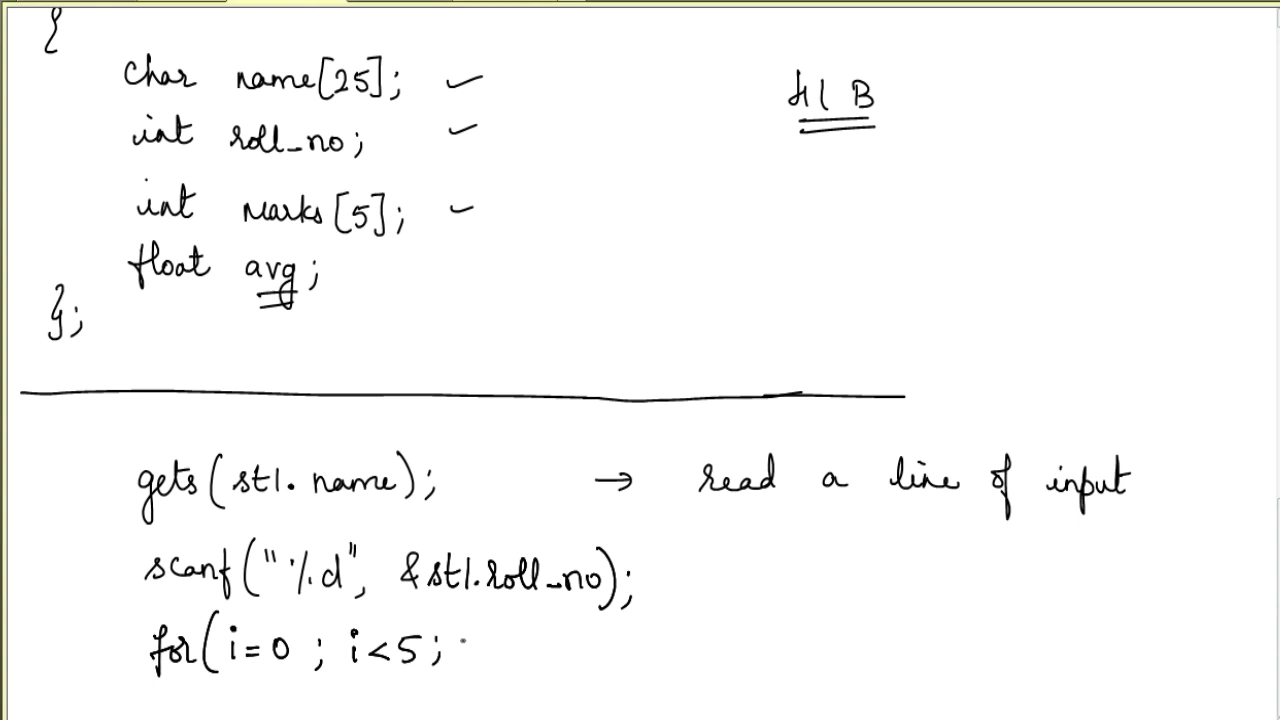 {
char name[25]; ✓
int roll_no; ✓
int marks[5]; ✓
float avg;
};
gets(st1.name); → read a line of input
scanf("%d", &st1.roll_no);
for(i=0 ; i<5;